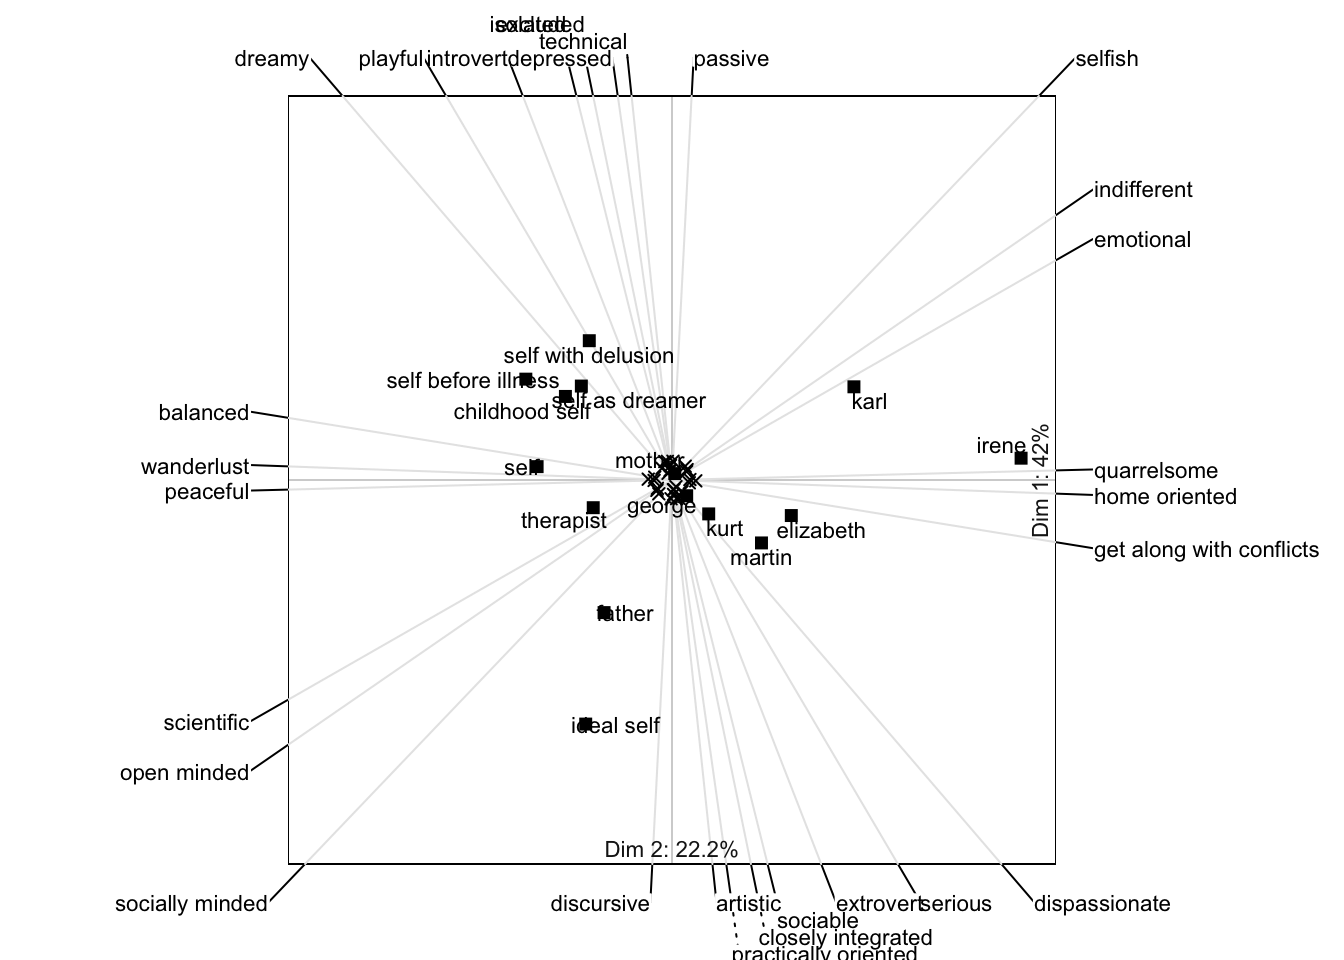 isolated
excluded
technical
dreamy
playful
introvert
depressed
passive
selfish
indifferent
emotional
self with delusion
self before illness
self as dreamer
childhood self
karl
balanced
irene
mother
self
wanderlust
peaceful
quarrelsome
home oriented
Dim 1: 42%
george
therapist
kurt
elizabeth
get along with conflicts
martin
father
scientific
ideal self
open minded
Dim 2: 22.2%
socially minded
discursive
artistic
extrovert
serious
dispassionate
sociable
closely integrated
practically oriented